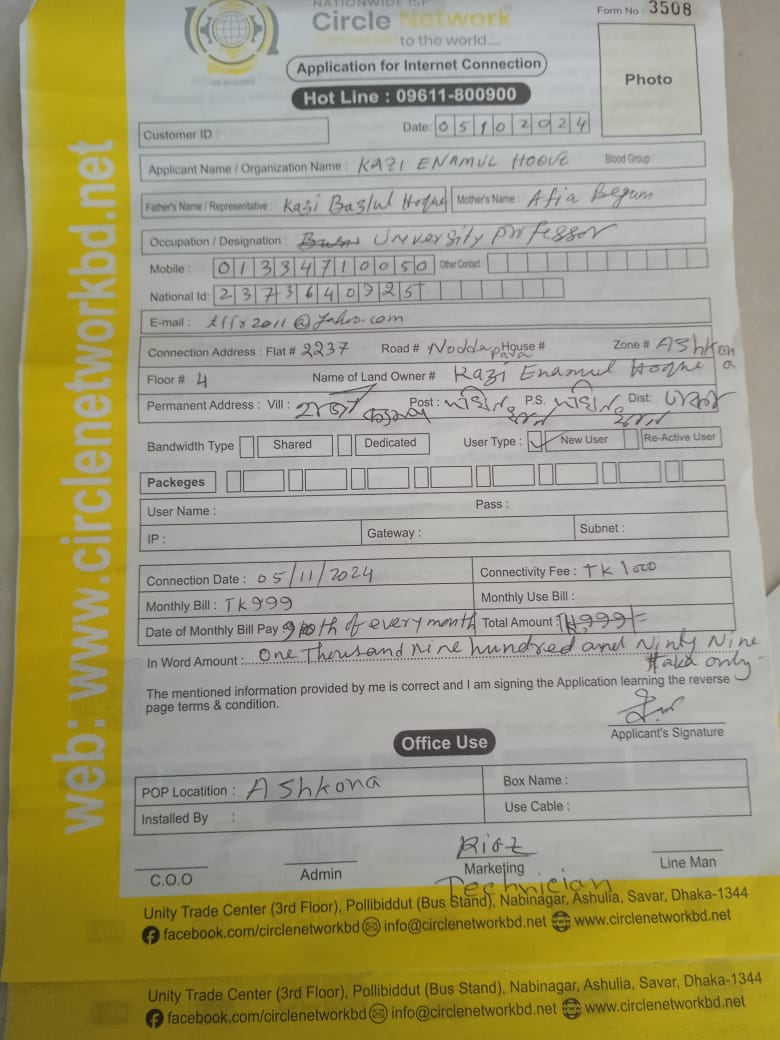 NATIONWIDE ISP
Circle Network
Connected to the world....
Form No : 3508
Application for Internet Connection
Hot Line : 09611-800900
Photo
Customer ID :
Date: 05102024
Applicant Name / Organization Name : KAZI ENAMUL HOQUE Blood Group :
Father's Name / Representative : Kazi Bazlul Hoque Mother's Name : Afia Begum
Occupation / Designation : University professor
Mobile : 01334710050 Other Contact :
National Id: 2373640925
E-mail : @yahoo.com
Connection Address : Flat # 2237 Road # Noddapara House # Zone # AShkona
Floor # 4 Name of Land Owner # Kazi Enamul Hoque
Permanent Address : Vill : Post : P.S. Dist:
Bandwidth Type Shared Dedicated User Type : New User Re-Active User
Packeges
User Name : Pass :
IP : Gateway : Subnet :
Connection Date : 05/11/2024 Connectivity Fee : TK 1000
Monthly Bill : TK 999 Monthly Use Bill :
Date of Monthly Bill Pay th of every month Total Amount : 1,999/=
In Word Amount : One Thousand nine hundred and Ninty Nine
taka only
The mentioned information provided by me is correct and I am signing the Application learning the reverse
page terms & condition.
Applicant's Signature
Office Use
POP Locatition : AShkona Box Name :
Installed By : Use Cable :
C.O.O Admin Marketing Line Man
Technician
Unity Trade Center (3rd Floor), Pollibiddut (Bus Stand), Nabinagar, Ashulia, Savar, Dhaka-1344
facebook.com/circlenetworkbd info@circlenetworkbd.net www.circlenetworkbd.net
Unity Trade Center (3rd Floor), Pollibiddut (Bus Stand), Nabinagar, Ashulia, Savar, Dhaka-1344
facebook.com/circlenetworkbd info@circlenetworkbd.net www.circlenetworkbd.net
web: www.circlenetworkbd.net